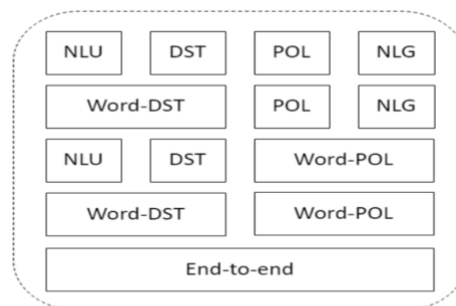 NLU DST POL NLG
Word-DST POL NLG
NLU DST Word-POL
Word-DST Word-POL
End-to-end